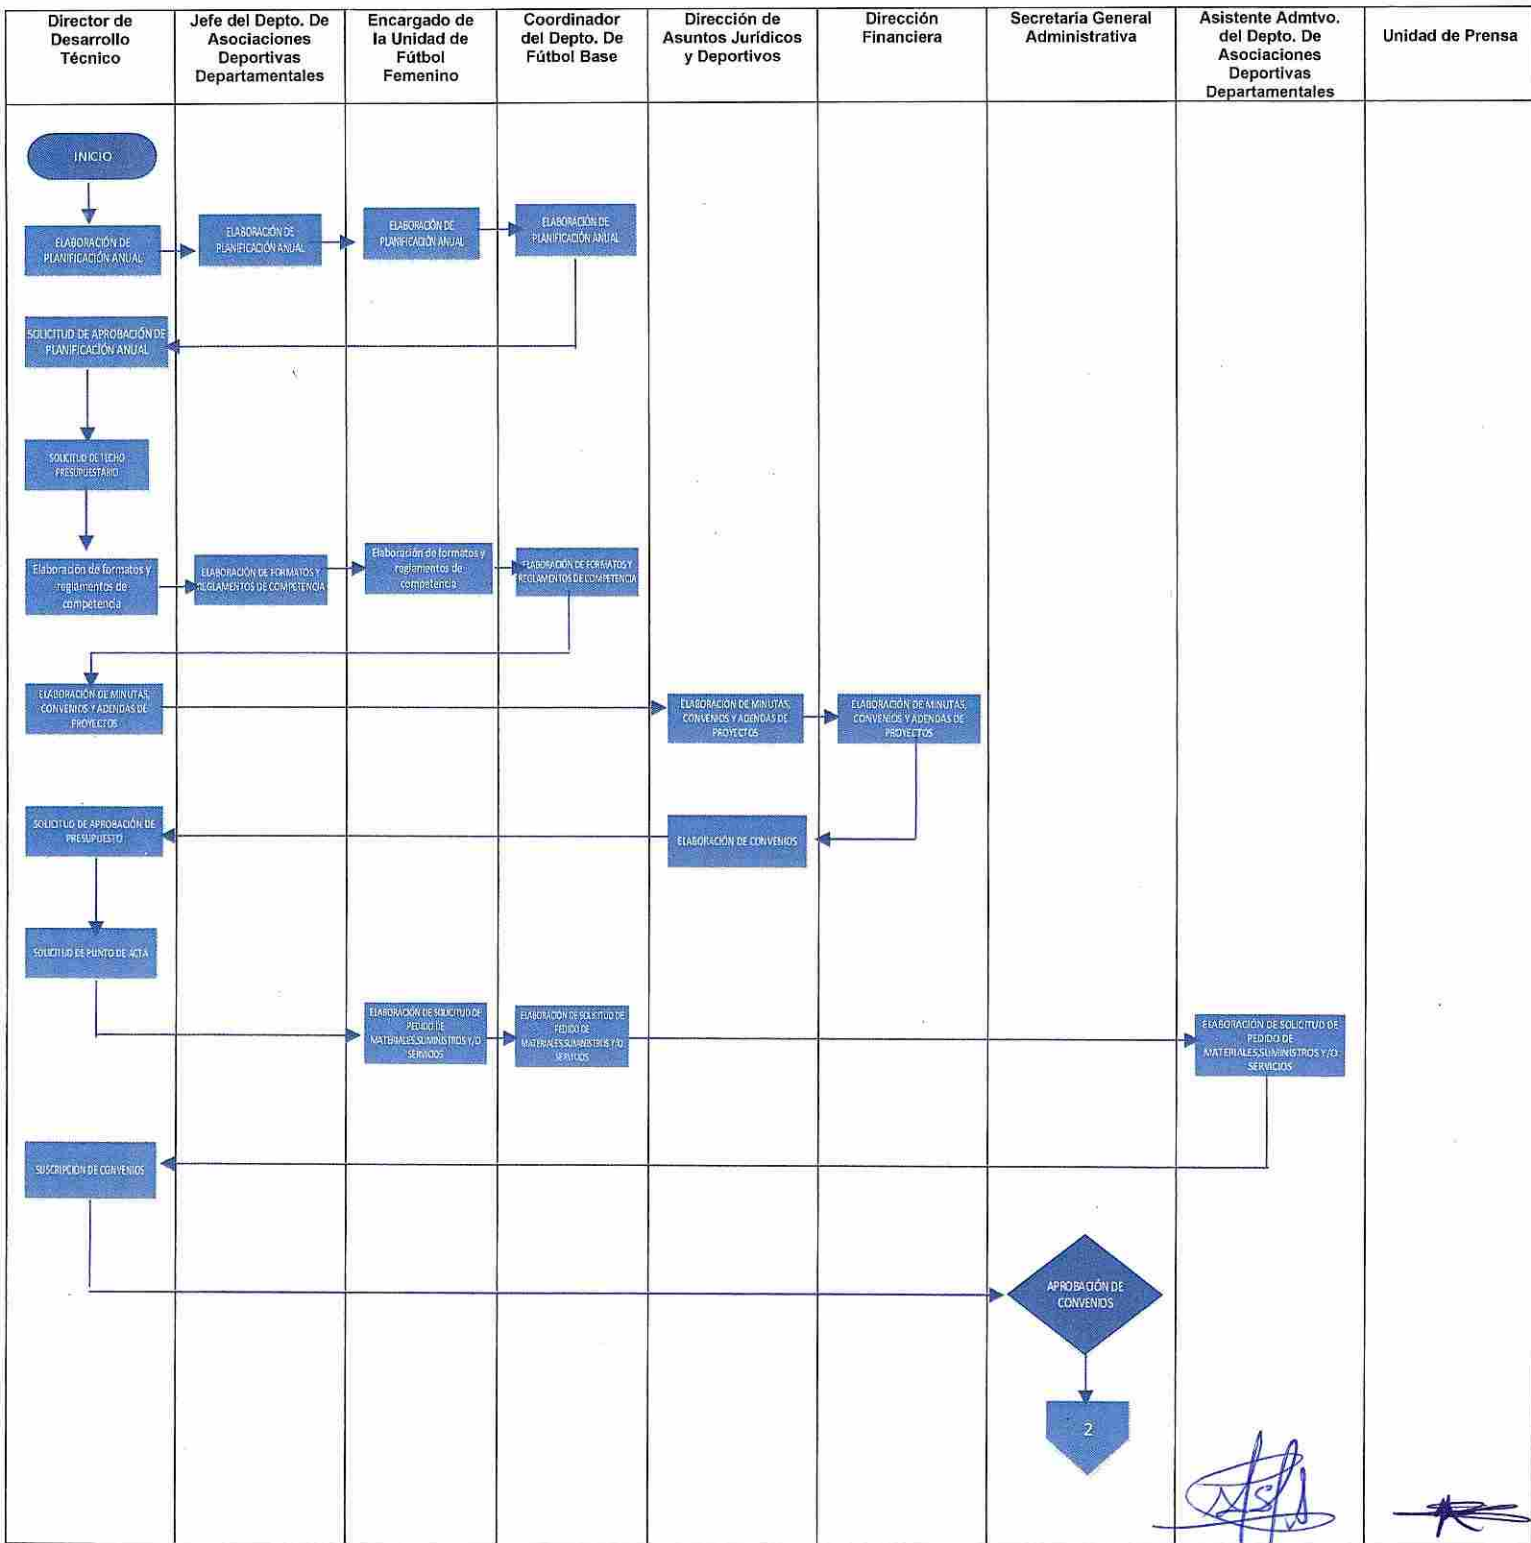 Director de
Desarrollo
Técnico
Jefe del Depto. De
Asociaciones
Deportivas
Departamentales
Encargado de
la Unidad de
Fútbol
Femenino
Coordinador
del Depto. De
Fútbol Base
Dirección de
Asuntos Jurídicos
y Deportivos
Dirección
Financiera
Secretaria General
Administrativa
Asistente Admtvo.
del Depto. De
Asociaciones
Deportivas
Departamentales
Unidad de Prensa
INICIO
ELABORACIÓN DE
PLANIFICACIÓN ANUAL
ELABORACIÓN DE
PLANIFICACIÓN ANUAL
ELABORACIÓN DE
PLANIFICACIÓN ANUAL
ELABORACIÓN DE
PLANIFICACIÓN ANUAL
SOLICITUD DE APROBACIÓN DE
PLANIFICACIÓN ANUAL
SOLICITUD DE TECHO
PRESUPUESTARIO
Elaboración de formatos y
reglamentos de
competencia
ELABORACIÓN DE FORMATOS Y
REGLAMENTOS DE COMPETENCIA
Elaboración de formatos y
reglamentos de
competencia
ELABORACIÓN DE FORMATOS Y
REGLAMENTOS DE COMPETENCIA
ELABORACIÓN DE MINUTAS,
CONVENIOS Y ADENDAS DE
PROYECTOS
ELABORACIÓN DE MINUTAS,
CONVENIOS Y ADENDAS DE
PROYECTOS
ELABORACIÓN DE MINUTAS,
CONVENIOS Y ADENDAS DE
PROYECTOS
SOLICITUD DE APROBACIÓN DE
PRESUPUESTO
ELABORACIÓN DE CONVENIOS
SOLICITUD DE PUNTO DE ACTA
ELABORACIÓN DE SOLICITUD DE
PEDIDO DE
MATERIALES,SUMINISTROS Y/O
SERVICIOS
ELABORACIÓN DE SOLICITUD DE
PEDIDO DE
MATERIALES,SUMINISTROS Y/O
SERVICIOS
ELABORACIÓN DE SOLICITUD DE
PEDIDO DE
MATERIALES,SUMINISTROS Y/O
SERVICIOS
SUSCRIPCIÓN DE CONVENIOS
APROBACIÓN DE
CONVENIOS
2